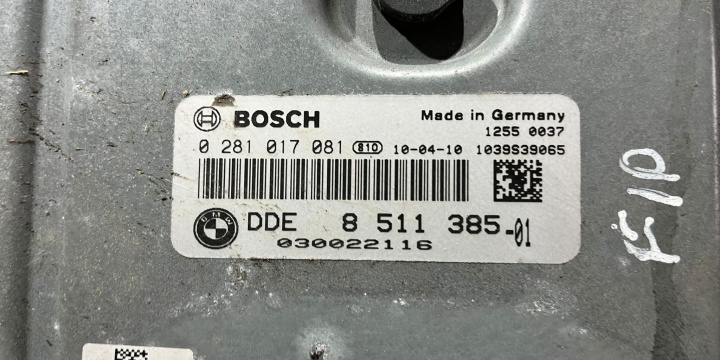 BOSCH Made in Germany
1255 0037
0 281 017 081 810 10-04-10 1039S39065
BMW DDE 8 511 385-01
030022116
F10